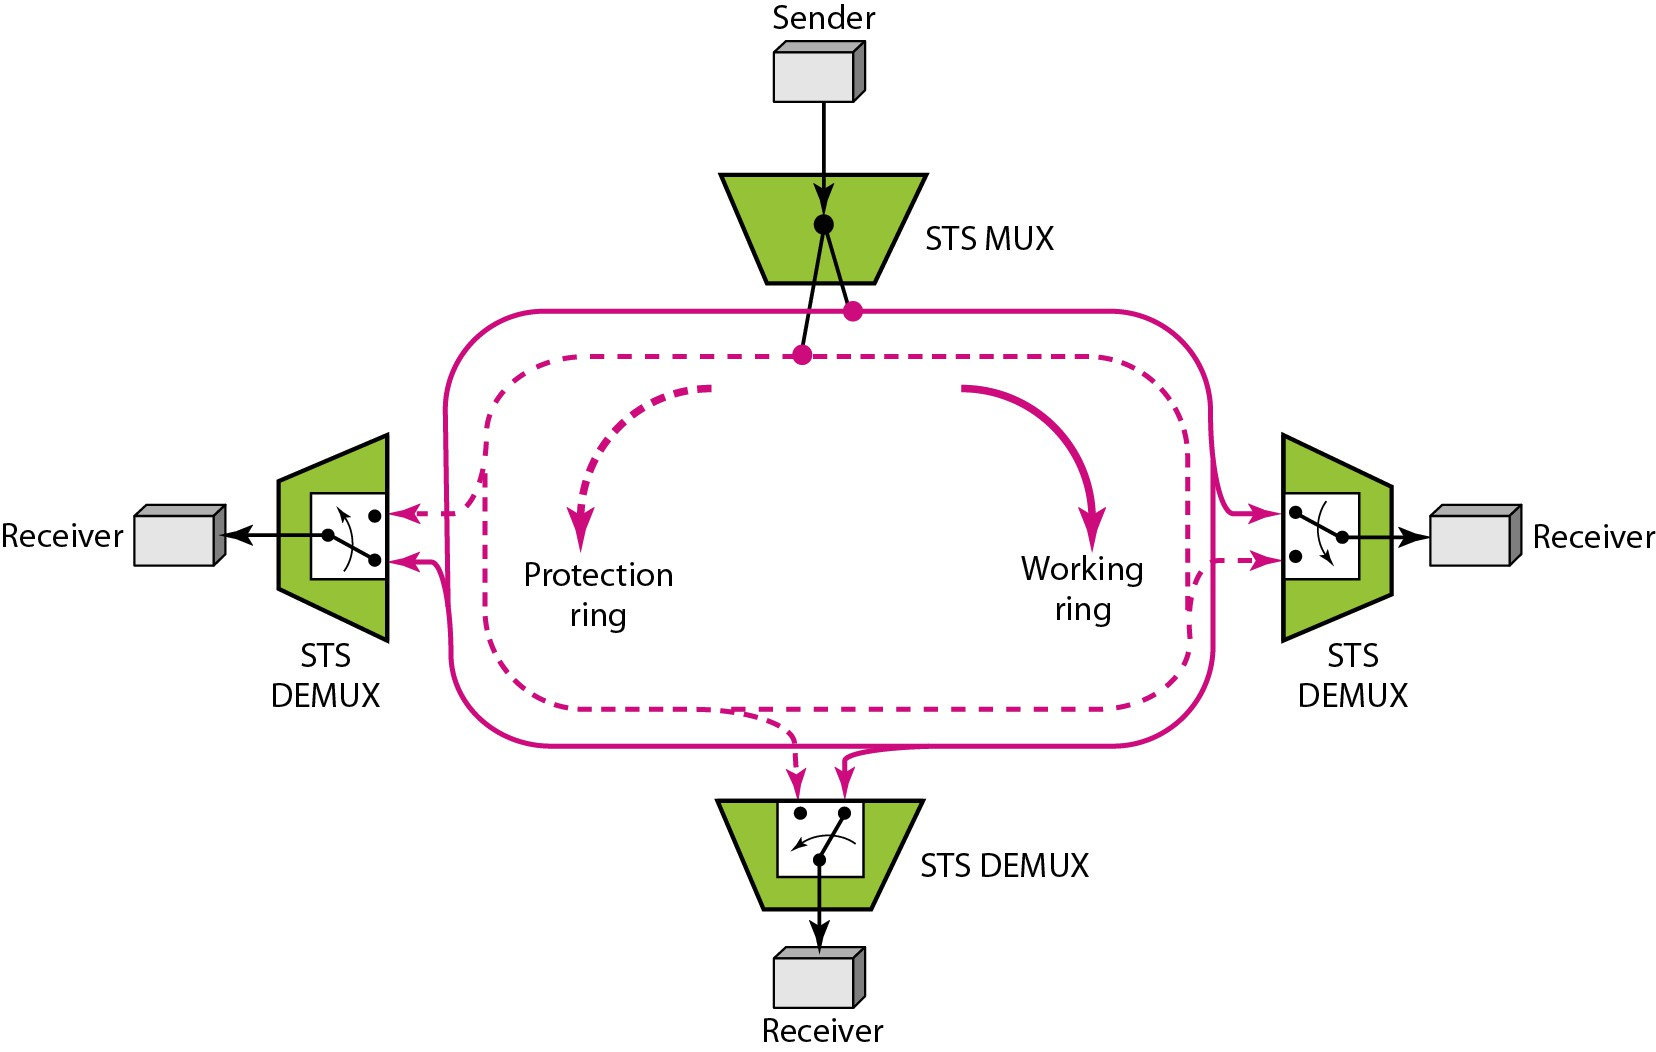 Sender
STS MUX
Receiver
Protection
ring
Working
ring
Receiver
STS
DEMUX
STS
DEMUX
STS DEMUX
Receiver